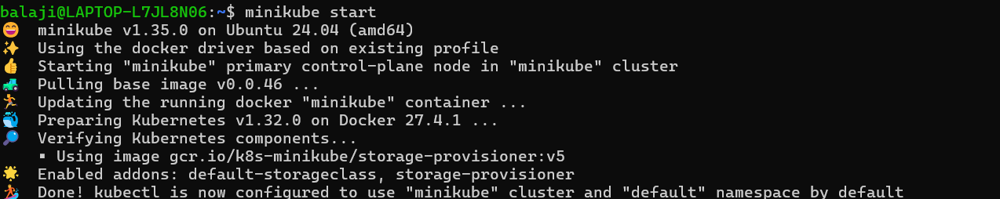 balaji@LAPTOP-L7JL8N06:~$ minikube start
😄  minikube v1.35.0 on Ubuntu 24.04 (amd64)
✨  Using the docker driver based on existing profile
👍  Starting "minikube" primary control-plane node in "minikube" cluster
🚜  Pulling base image v0.0.46 ...
🏃  Updating the running docker "minikube" container ...
🐳  Preparing Kubernetes v1.32.0 on Docker 27.4.1 ...
🔎  Verifying Kubernetes components...
    ▪ Using image gcr.io/k8s-minikube/storage-provisioner:v5
🌟  Enabled addons: default-storageclass, storage-provisioner
🏄  Done! kubectl is now configured to use "minikube" cluster and "default" namespace by default